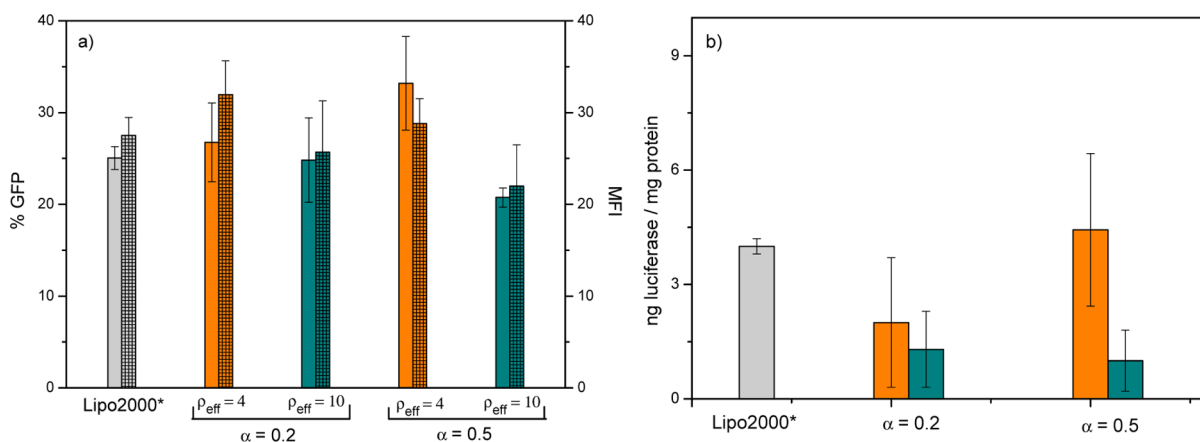 a)
% GFP
40
30
20
10
0
40
30
20
10
0
MFI
Lipo2000*
ρeff = 4
ρeff = 10
ρeff = 4
ρeff = 10
α = 0.2
α = 0.5
b)
ng luciferase / mg protein
9
6
3
0
Lipo2000*
α = 0.2
α = 0.5